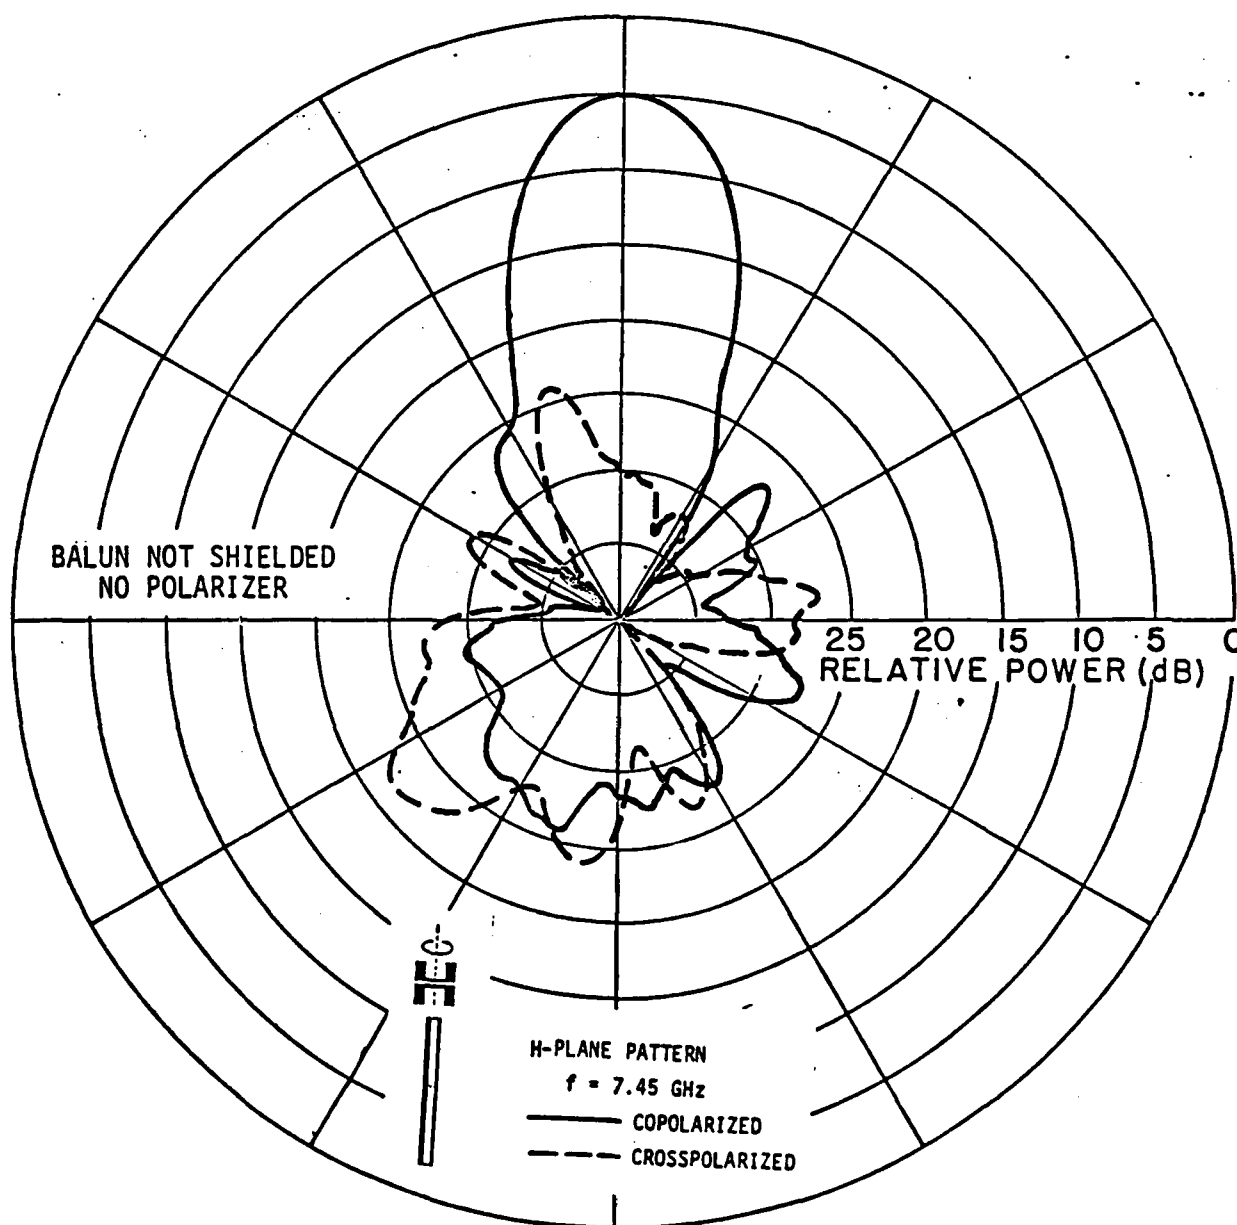 BALUN NOT SHIELDED
NO POLARIZER
25 20 15 10 5 0
RELATIVE POWER (dB)
H-PLANE PATTERN
f = 7.45 GHz
COPOLARIZED
CROSSPOLARIZED